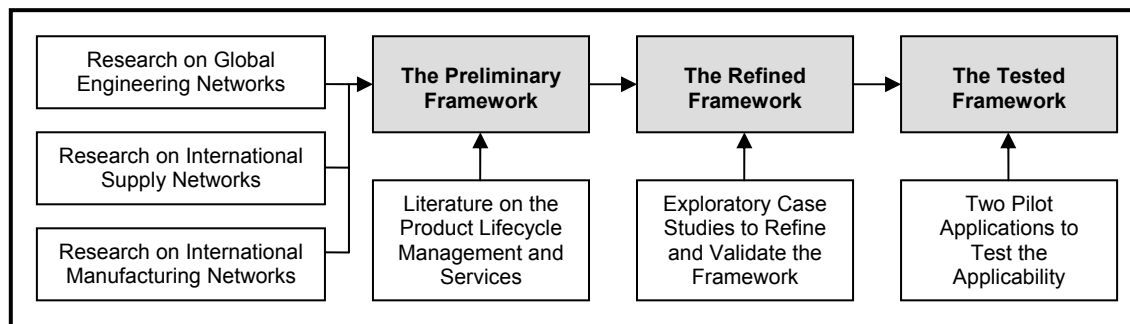 Research on Global
Engineering Networks
Research on International
Supply Networks
Research on International
Manufacturing Networks
The Preliminary
Framework
Literature on the
Product Lifecycle
Management and
Services
The Refined
Framework
Exploratory Case
Studies to Refine
and Validate the
Framework
The Tested
Framework
Two Pilot
Applications to
Test the
Applicability